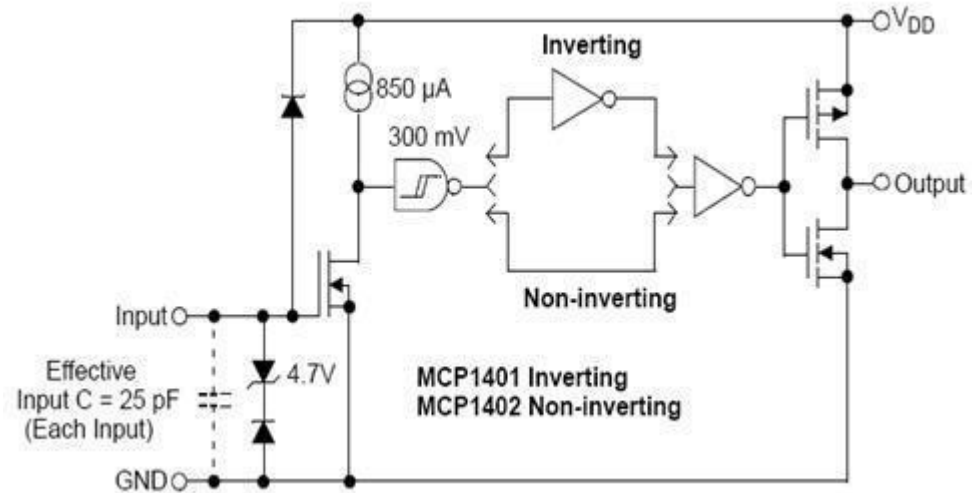 V_DD
Inverting
850 µA
300 mV
Output
Non-inverting
Input
4.7V
Effective
Input C = 25 pF
(Each Input)
MCP1401 Inverting
MCP1402 Non-inverting
GND